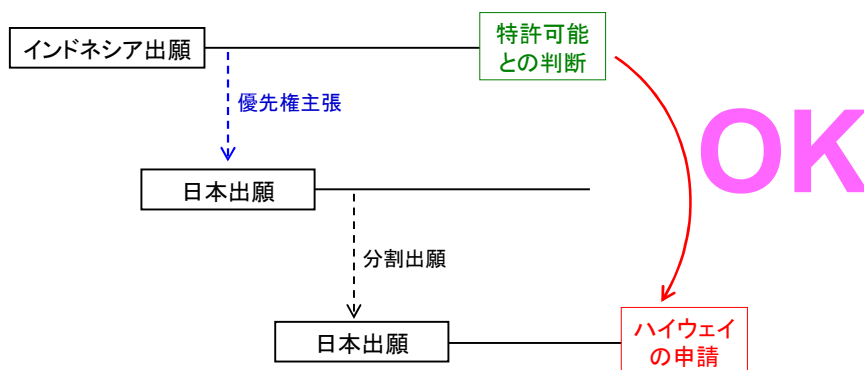 インドネシア出願
特許可能
との判断
優先権主張
OK
日本出願
分割出願
日本出願
ハイウェイ
の申請